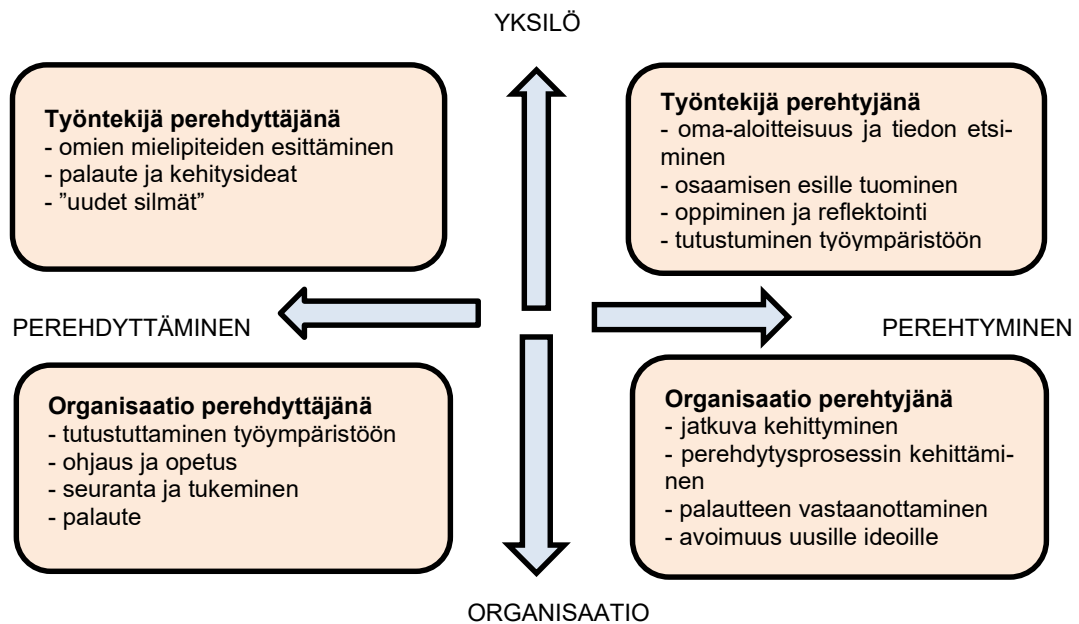 YKSILÖ
Työntekijä perehdyttäjänä
- omien mielipiteiden esittäminen
- palaute ja kehitysideat
- ”uudet silmät”
Työntekijä perehtyjänä
- oma-aloitteisuus ja tiedon etsi-
minen
- osaamisen esille tuominen
- oppiminen ja reflektointi
- tutustuminen työympäristöön
PEREHDYTTÄMINEN
PEREHTYMINEN
Organisaatio perehdyttäjänä
- tutustuttaminen työympäristöön
- ohjaus ja opetus
- seuranta ja tukeminen
- palaute
Organisaatio perehtyjänä
- jatkuva kehittyminen
- perehdytysprosessin kehittämi-
nen
- palautteen vastaanottaminen
- avoimuus uusille ideoille
ORGANISAATIO